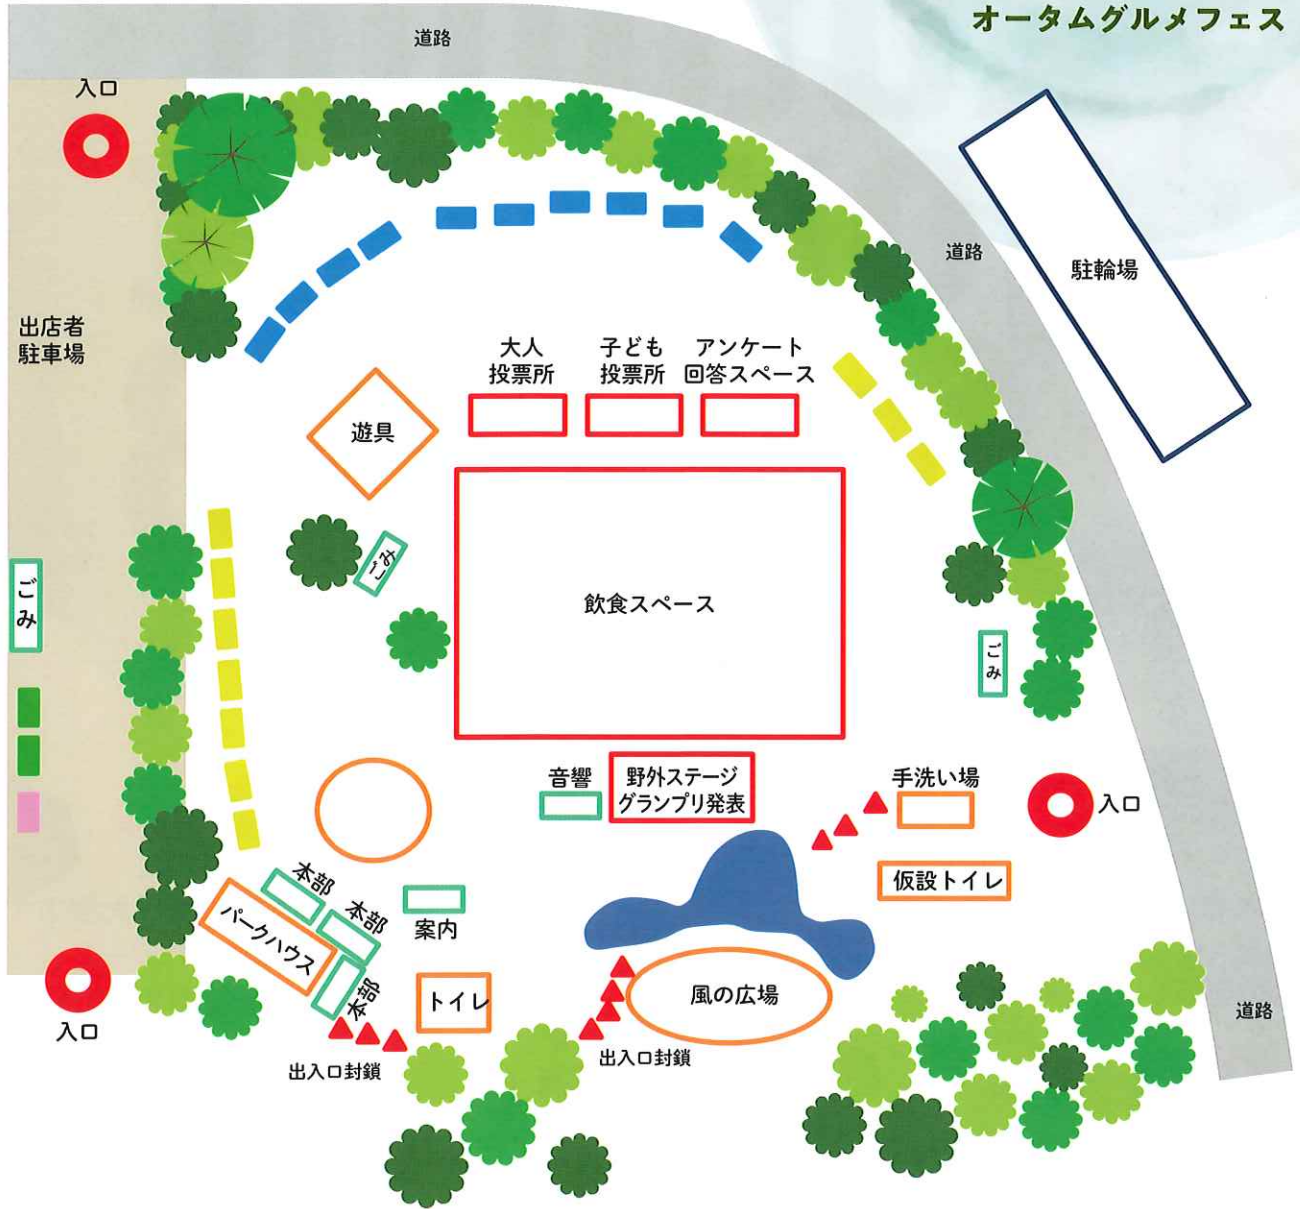 オータムグルメフェス
道路
入口
道路
駐輪場
出店者
駐車場
大人
投票所
子ども
投票所
アンケート
回答スペース
遊具
ごみ
ごみ
飲食スペース
ごみ
音響
野外ステージ
グランプリ発表
手洗い場
入口
仮設トイレ
本部
本部
パークハウス
案内
本部
トイレ
風の広場
入口
道路
出入口封鎖
出入口封鎖